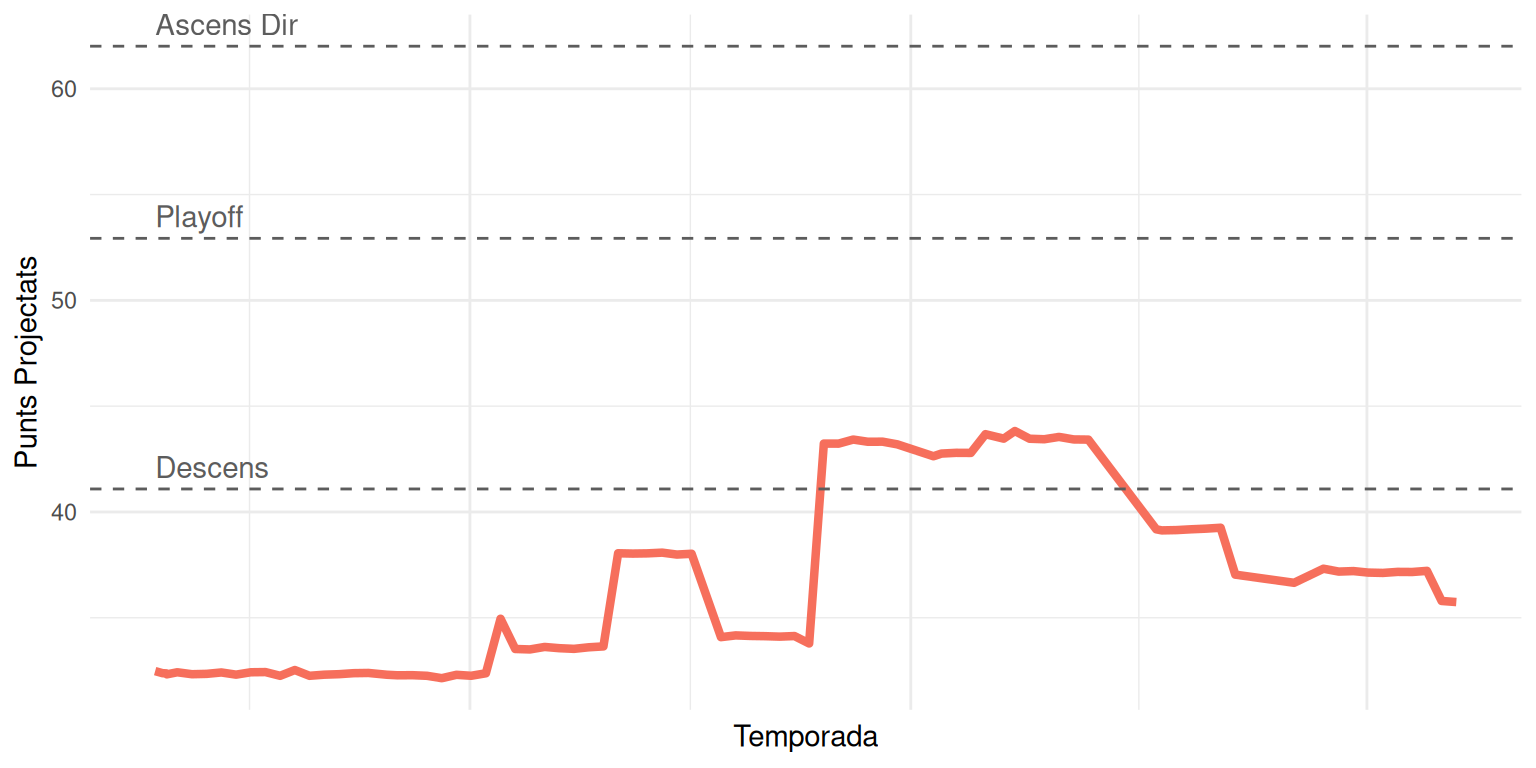 Ascens Dir
60
Playoff
50
Descens
40
Punts Projectats
Temporada